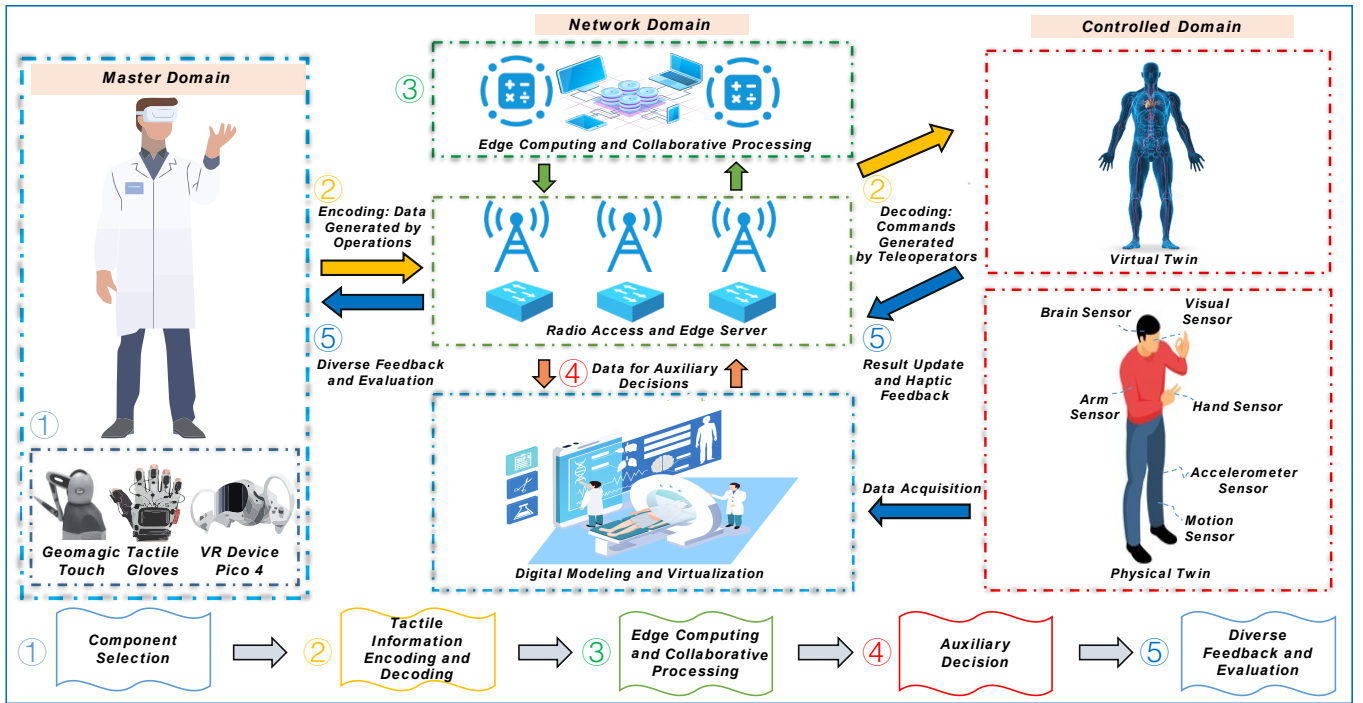 Network Domain
Controlled Domain
Master Domain
③
Edge Computing and Collaborative Processing
②
Encoding: Data
Generated by
Operations
②
Decoding:
Commands
Generated
by Teleoperators
Virtual Twin
Radio Access and Edge Server
⑤
Diverse Feedback
and Evaluation
④
Data for Auxiliary
Decisions
⑤
Result Update
and Haptic
Feedback
Brain Sensor
Visual
Sensor
Arm
Sensor
Hand Sensor
Accelerometer
Sensor
Motion
Sensor
Physical Twin
Data Acquisition
①
Geomagic
Touch
Tactile
Gloves
VR Device
Pico 4
Digital Modeling and Virtualization
①
Component
Selection
②
Tactile
Information
Encoding and
Decoding
③
Edge Computing
and Collaborative
Processing
④
Auxiliary
Decision
⑤
Diverse
Feedback and
Evaluation